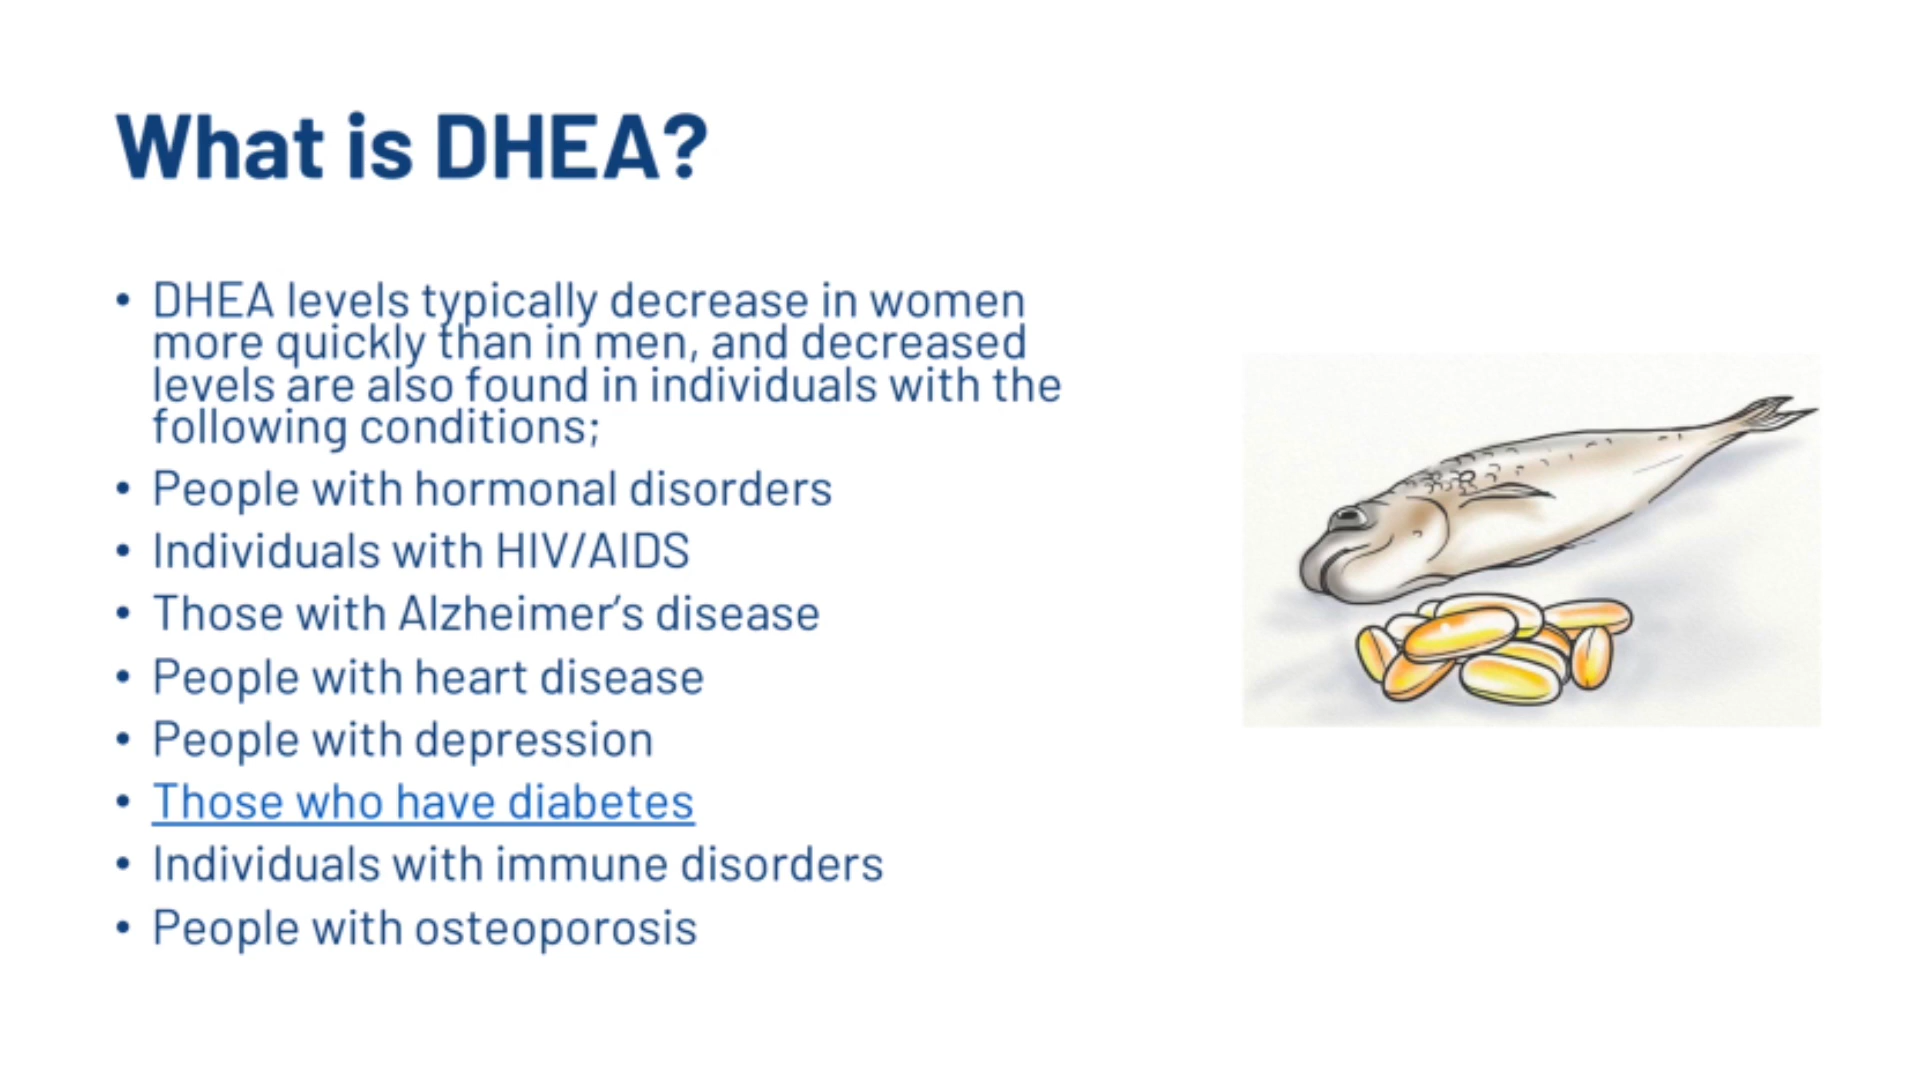 What is DHEA?
• DHEA levels typically decrease in women
more quickly than in men, and decreased
levels are also found in individuals with the
following conditions;
• People with hormonal disorders
• Individuals with HIV/AIDS
• Those with Alzheimer’s disease
• People with heart disease
• People with depression
• Those who have diabetes
• Individuals with immune disorders
• People with osteoporosis